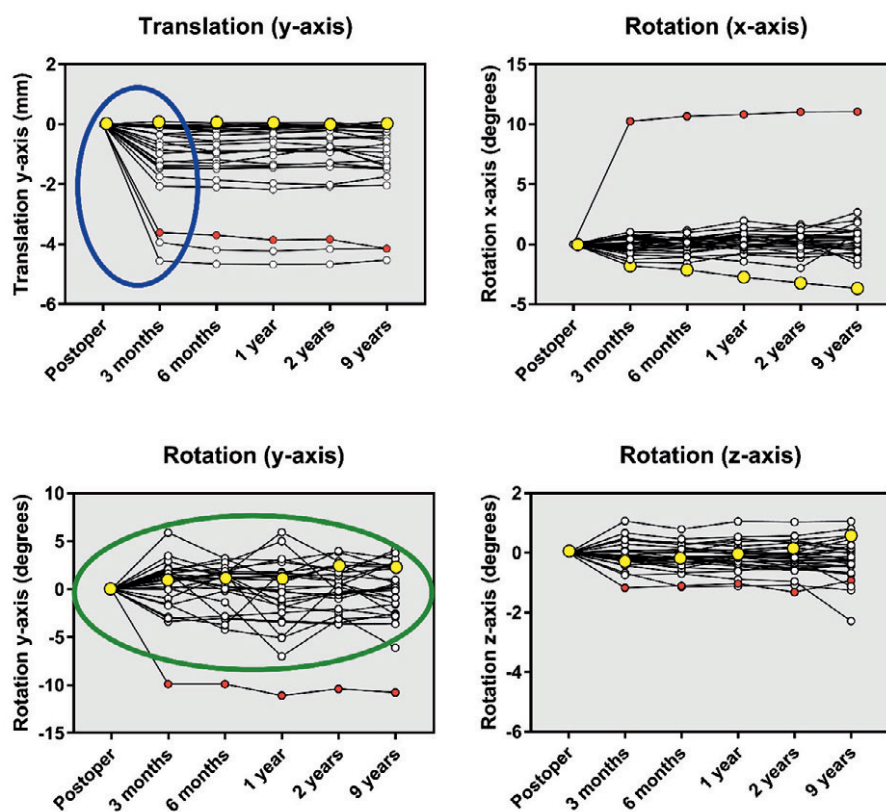 Translation (y-axis)
Translation y-axis (mm)
2
0
-2
-4
-6
Postoper
3 months
6 months
1 year
2 years
9 years
Rotation (x-axis)
Rotation x-axis (degrees)
15
10
5
0
-5
Postoper
3 months
6 months
1 year
2 years
9 years
Rotation (y-axis)
Rotation y-axis (degrees)
10
5
0
-5
-10
-15
Postoper
3 months
6 months
1 year
2 years
9 years
Rotation (z-axis)
Rotation z-axis (degrees)
2
0
-2
-4
-6
Postoper
3 months
6 months
1 year
2 years
9 years